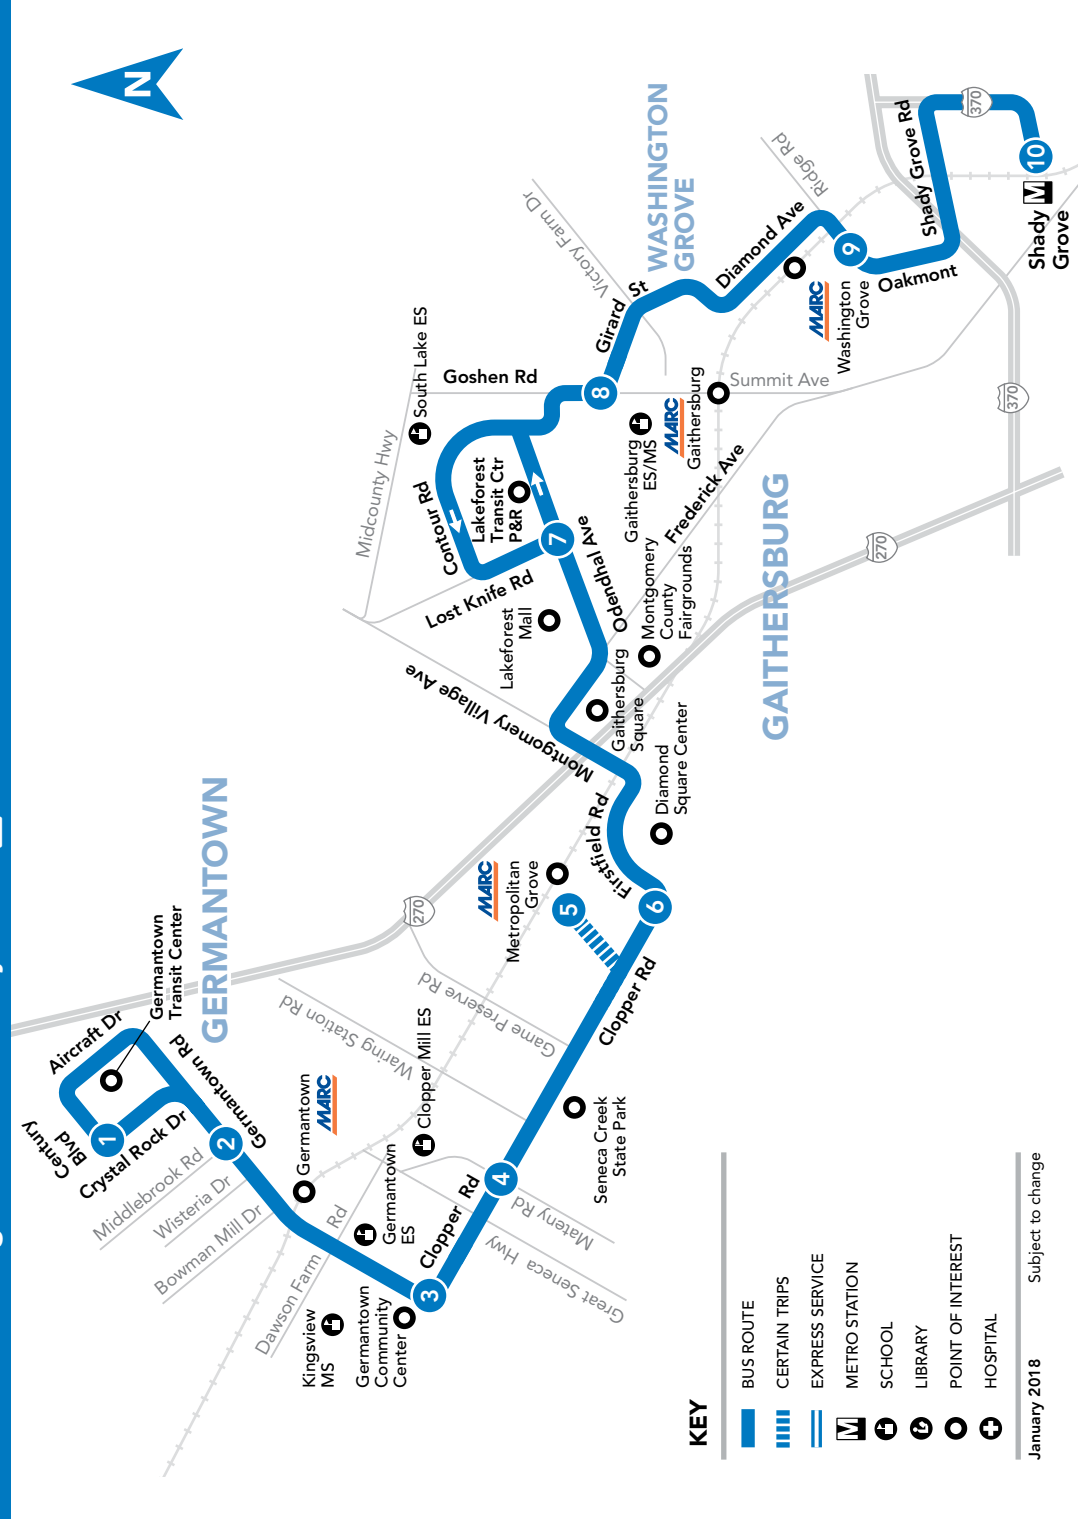 N
GERMANTOWN
WASHINGTON
GROVE
GAITHERSBURG
Century
Blvd
Aircraft Dr
Germantown
Transit Center
Crystal Rock Dr
Germantown Rd
Middlebrook Rd
Wisteria Dr
Bowman Mill Dr
Dawson Farm Rd
1
2
3
4
5
6
7
8
9
10
Germantown
MARC
Kingsview
MS
Germantown
ES
Germantown
Community
Center
Clopper Mill ES
Clopper Rd
Great Seneca Hwy
Mateny Rd
Waring Station Rd
Game Preserve Rd
Seneca Creek
State Park
Clopper Rd
MARC
Metropolitan
Grove
Firstfield Rd
Diamond
Square Center
270
Montgomery Village Ave
Gaithersburg
Square
Montgomery
County
Fairgrounds
Lakeforest
Mall
Odendhal Ave
Lost Knife Rd
Contour Rd
Lakeforest
Transit Ctr
P&R
Midcounty Hwy
South Lake ES
Goshen Rd
Gaithersburg
ES/MS
MARC
Gaithersburg
Frederick Ave
Summit Ave
Girard St
Victory Farm Dr
Diamond Ave
Ridge Rd
MARC
Washington
Grove
Oakmont
Shady Grove Rd
370
370
270
M
Shady
Grove
KEY
BUS ROUTE
CERTAIN TRIPS
EXPRESS SERVICE
M
METRO STATION
SCHOOL
LIBRARY
POINT OF INTEREST
HOSPITAL
January 2018
Subject to change